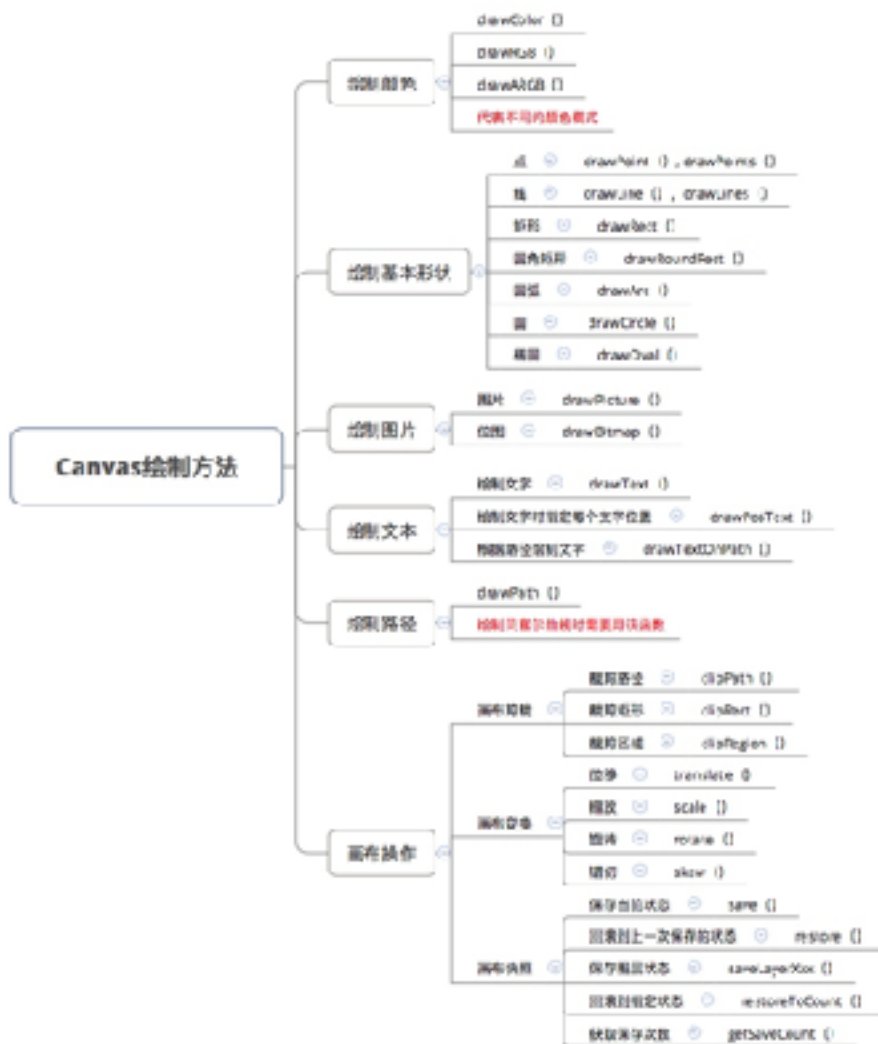 drawColor ()
drawRGB ()
绘制颜色
drawARGB ()
代表不同的颜色模式
点 drawPoint () , drawPoints ()
线 drawLine () , drawLines ()
矩形 drawRect ()
圆角矩形 drawRoundRect ()
绘制基本形状
圆弧 drawArc ()
圆 drawCircle ()
椭圆 drawOval ()
图片 drawPicture ()
绘制图片
位图 drawBitmap ()
Canvas绘制方法
绘制文字 drawText ()
绘制文字时指定每个文字位置 drawPosText ()
绘制文本
根据路径绘制文字 drawTextOnPath ()
drawPath ()
绘制路径
绘制贝塞尔曲线时需要用该函数
裁剪路径 clipPath ()
画布剪裁 裁剪矩形 clipRect ()
裁剪区域 clipRegion ()
位移 translate ()
缩放 scale ()
画布变换
旋转 rotate ()
画布操作
错切 skew ()
保存当前状态 save ()
回滚到上一次保存的状态 restore ()
画布快照 保存图层状态 saveLayerXxx ()
回滚到指定状态 restoreToCount ()
获取保存次数 getSaveCount ()